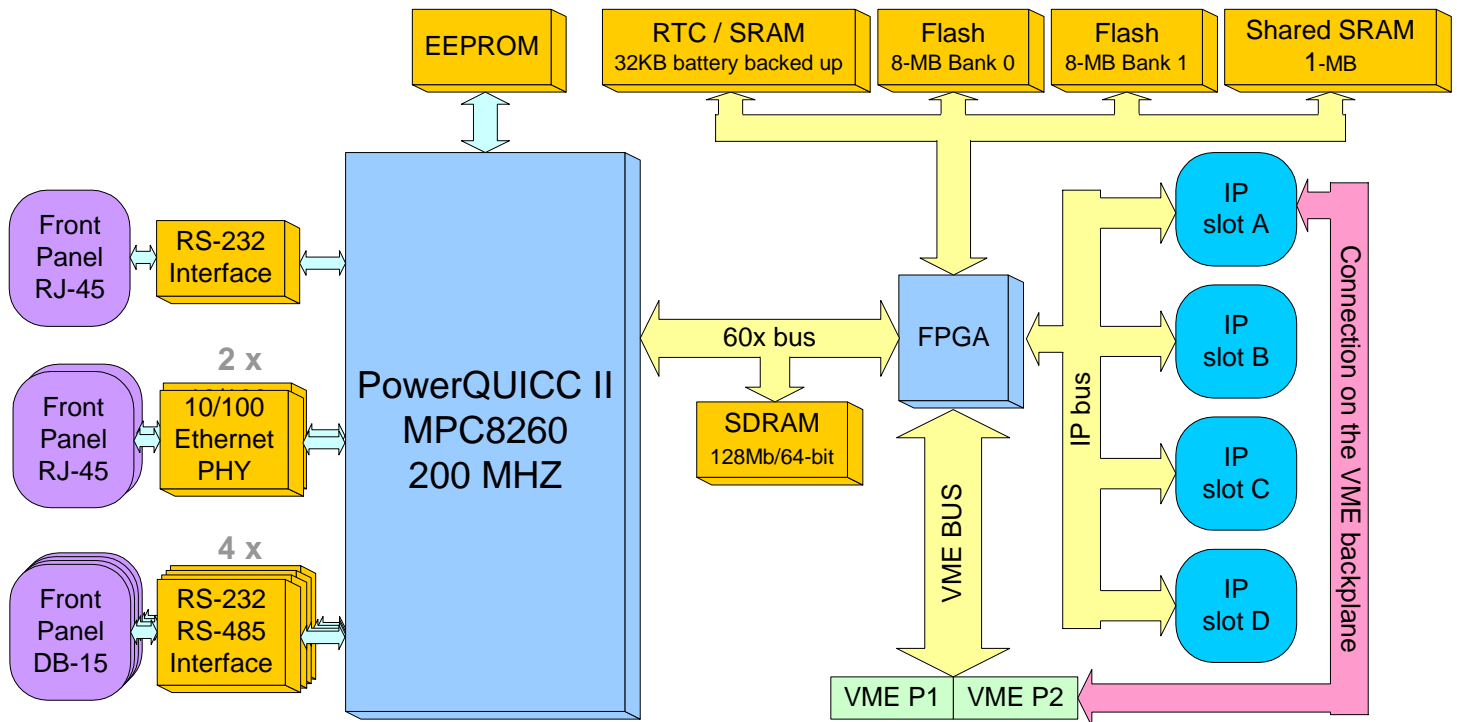 EEPROM
RTC / SRAM
32KB battery backed up
Flash
8-MB Bank 0
Flash
8-MB Bank 1
Shared SRAM
1-MB
Front
Panel
RJ-45
RS-232
Interface
2 x
Front
Panel
RJ-45
10/100
Ethernet
PHY
4 x
Front
Panel
DB-15
RS-232
RS-485
Interface
PowerQUICC II
MPC8260
200 MHZ
60x bus
SDRAM
128Mb/64-bit
FPGA
VME BUS
VME P1
VME P2
IP bus
IP
slot A
IP
slot B
IP
slot C
IP
slot D
Connection on the VME backplane